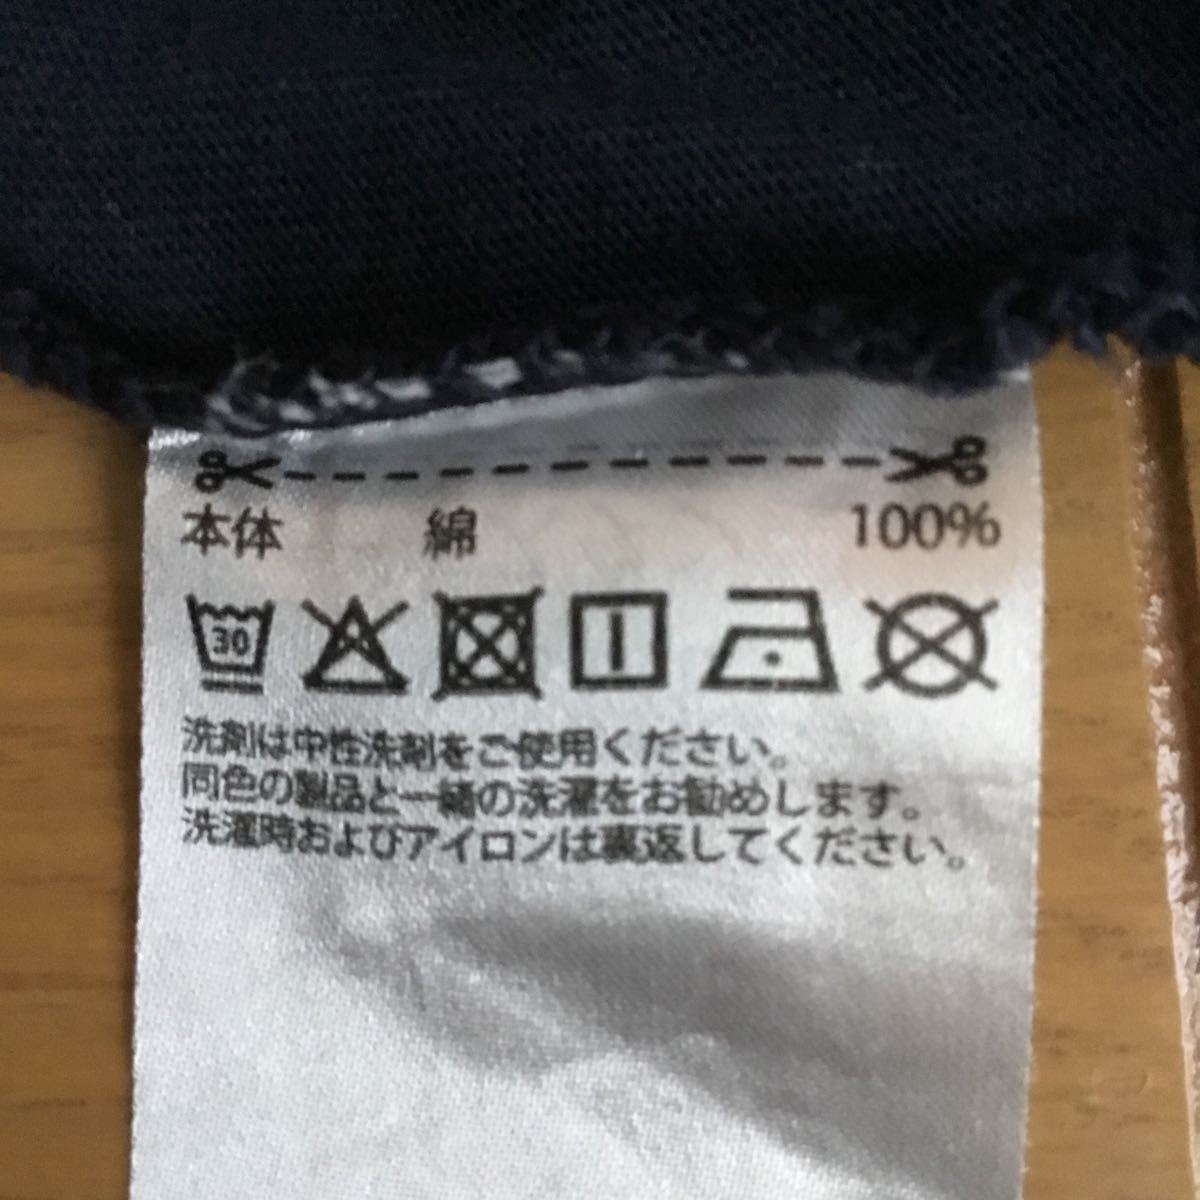 本体 綿 100%
30
洗剤は中性洗剤をご使用ください。
同色の製品と一緒の洗濯をお勧めします。
洗濯時およびアイロンは裏返してください。